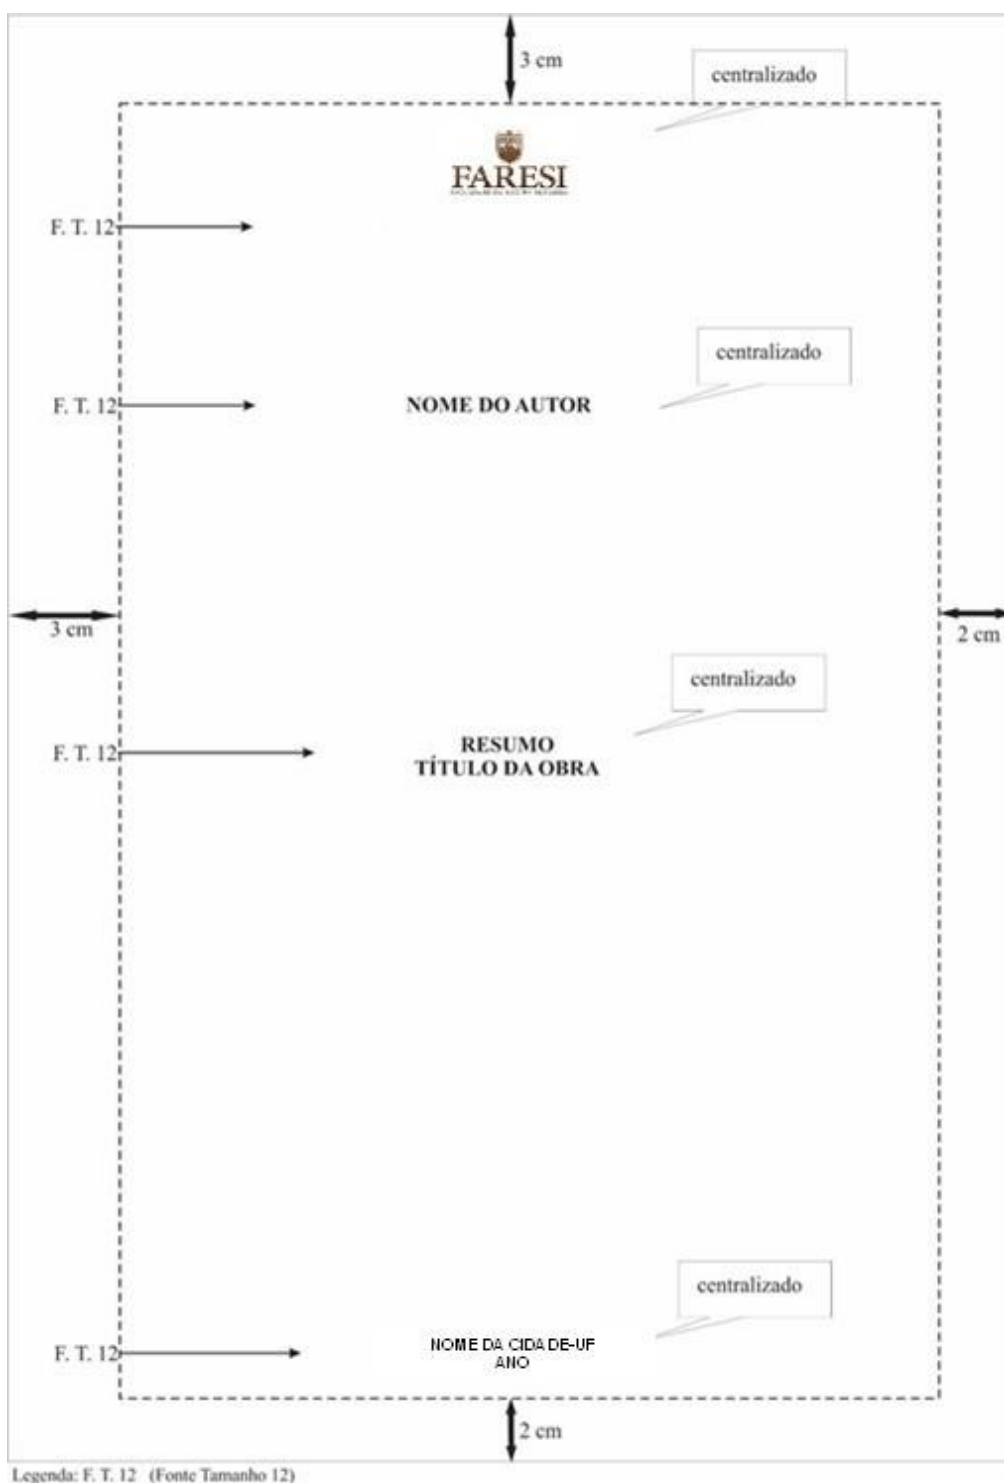 3 cm
centralizado
FARESI
F. T. 12
centralizado
F. T. 12
NOME DO AUTOR
3 cm
2 cm
centralizado
F. T. 12
RESUMO
TÍTULO DA OBRA
centralizado
F. T. 12
NOME DA CIDADE-UF
ANO
2 cm
Legenda: F. T. 12 (Fonte Tamanho 12)